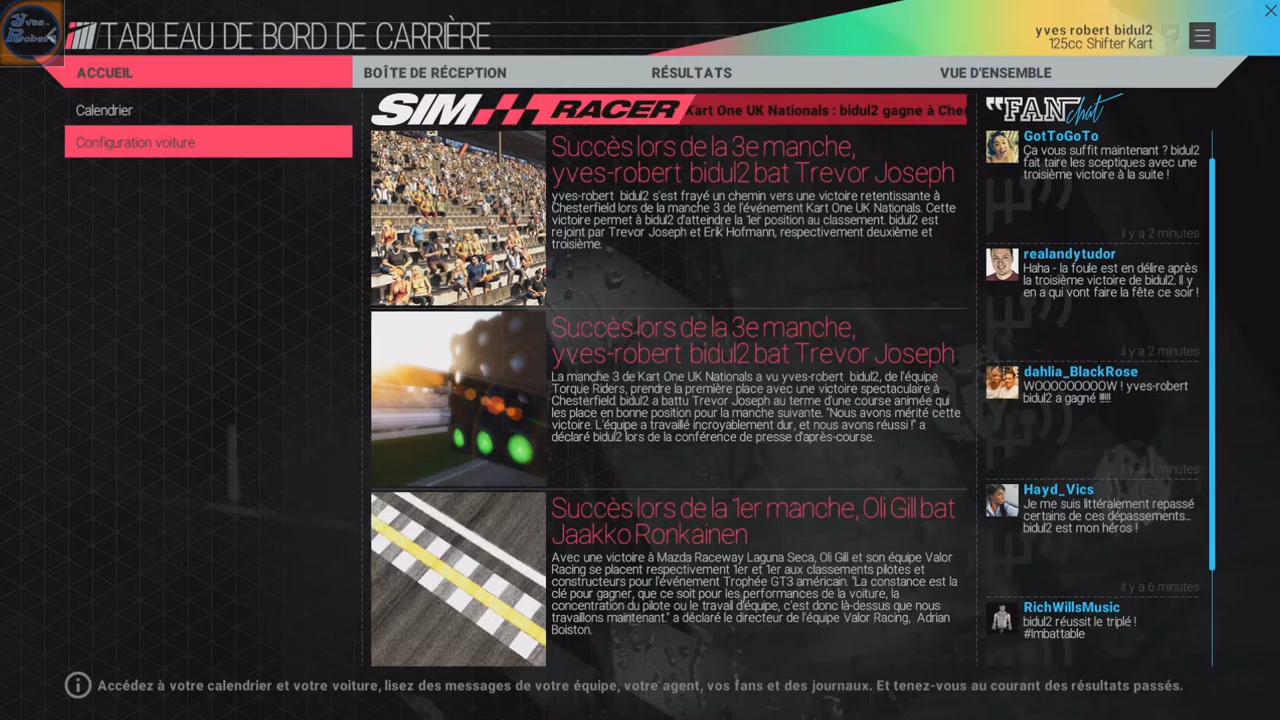 Yves-
Robert
TABLEAU DE BORD DE CARRIÈRE
yves robert bidul2
125cc Shifter Kart
ACCUEIL
BOÎTE DE RÉCEPTION
RÉSULTATS
VUE D'ENSEMBLE
Calendrier
Configuration voiture
SIM RACER
Kart One UK Nationals : bidul2 gagne à Che
Succès lors de la 3e manche,
yves-robert bidul2 bat Trevor Joseph
yves-robert bidul2 s'est frayé un chemin vers une victoire retentissante à
Chesterfield lors de la manche 3 de l'événement Kart One UK Nationals. Cette
victoire permet à bidul2 d'atteindre la 1er position au classement. bidul2 est
rejoint par Trevor Joseph et Erik Hofmann, respectivement deuxième et
troisième.
Succès lors de la 3e manche,
yves-robert bidul2 bat Trevor Joseph
La manche 3 de Kart One UK Nationals a vu yves-robert bidul2, de l'équipe
Torque Riders, prendre la première place avec une victoire spectaculaire à
Chesterfield. bidul2 a battu Trevor Joseph au terme d'une course animée qui
les place en bonne position pour la manche suivante. "Nous avons mérité cette
victoire. L'équipe a travaillé incroyablement dur, et nous avons réussi !" a
déclaré bidul2 lors de la conférence de presse d'après-course.
Succès lors de la 1er manche, Oli Gill bat
Jaakko Ronkainen
Avec une victoire à Mazda Raceway Laguna Seca, Oli Gill et son équipe Valor
Racing se placent respectivement 1er et 1er aux classements pilotes et
constructeurs pour l'événement Trophée GT3 américain. "La constance est la
clé pour gagner, que ce soit pour les performances de la voiture, la
concentration du pilote ou le travail d'équipe, c'est donc là-dessus que nous
travaillons maintenant." a déclaré le directeur de l'équipe Valor Racing, Adrian
Boiston.
"FAN chat
GotToGoTo
Ça vous suffit maintenant ? bidul2
fait taire les sceptiques avec une
troisième victoire à la suite !
il y a 2 minutes
realandytudor
Haha - la foule est en délire après
la troisième victoire de bidul2. Il y
en a qui vont faire la fête ce soir !
il y a 2 minutes
dahlia_BlackRose
WOOOOOOOOOW ! yves-robert
bidul2 a gagné !!!!!!
il y a 4 minutes
Hayd_Vics
Je me suis littéralement repassé
certains de ces dépassements...
bidul2 est mon héros !
il y a 6 minutes
RichWillsMusic
bidul2 réussit le triplé !
#Imbattable
Accédez à votre calendrier et votre voiture, lisez des messages de votre équipe, votre agent, vos fans et des journaux. Et tenez-vous au courant des résultats passés.